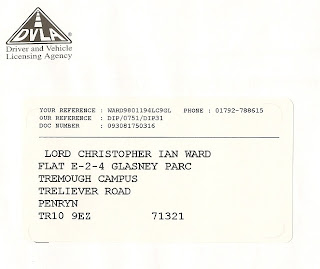 DVLA
Driver and Vehicle
Licensing Agency
YOUR REFERENCE : WARD9801194LC9OL PHONE : 01792-788615
OUR REFERENCE : DIP/0751/DIP31
DOC NUMBER : 093081750316
LORD CHRISTOPHER IAN WARD
FLAT E-2-4 GLASNEY PARC
TREMOUGH CAMPUS
TRELIEVER ROAD
PENRYN
TR10 9EZ 71321